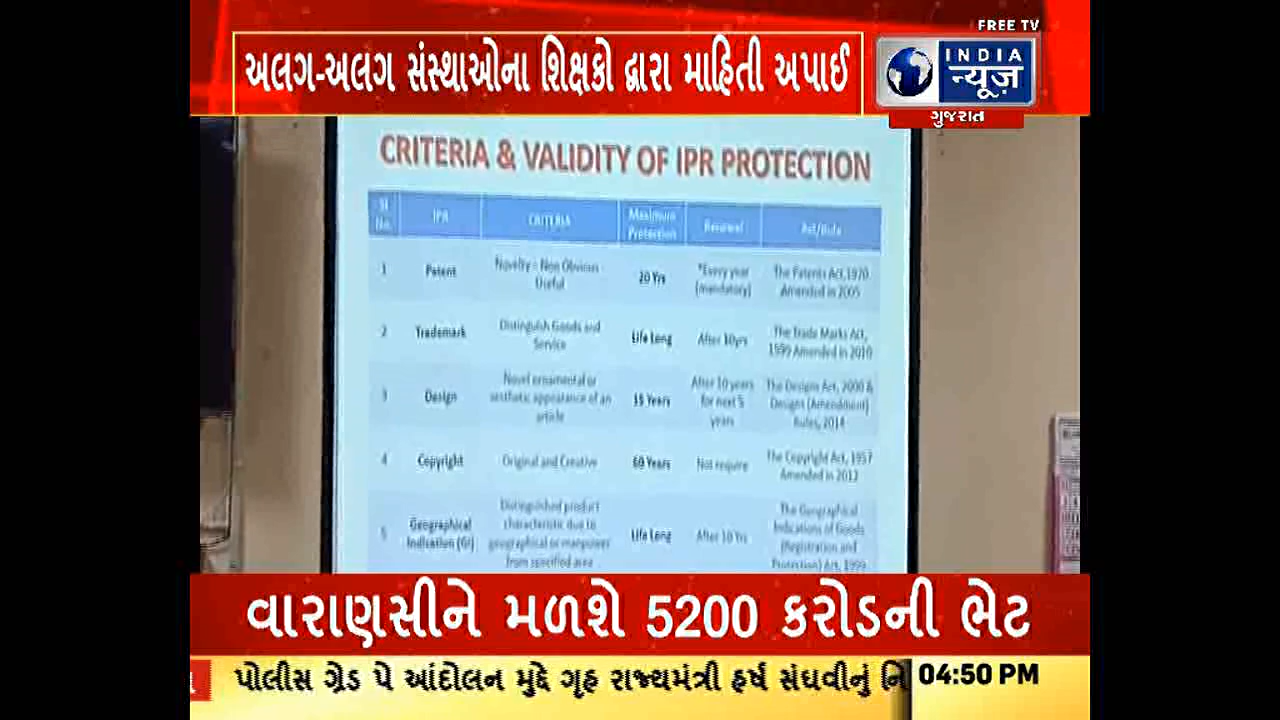 FREE TV
અલગ-અલગ સંસ્થાઓના શિક્ષકો દ્વારા માહિતી અપાઈ
INDIA
न्यूज़
ગુજરાત
CRITERIA & VALIDITY OF IPR PROTECTION
Sl No. IPR CRITERIA Maximum Protection Renewal Act/Rule
1 Patent Novelty – Non Obvious - Useful 20 Yrs *Every year (mandatory) The Patents Act,1970 Amended in 2005
2 Trademark Distinguish Goods and Service Life Long After 10yrs The Trade Marks Act, 1999 Amended in 2010
3 Design Novel ornamental or aesthetic appearance of an article 15 Years After 10 years for next 5 years The Designs Act, 2000 & Designs (Amendment) Rules, 2014
4 Copyright Original and Creative 60 Years Not require The Copyright Act, 1957 Amended in 2012
5 Geographical Indication (GI) Distinguished product characteristic due to geographical or manpower from specified area Life Long After 10 Yrs The Geographical Indications of Goods (Registration and Protection) Act, 1999
વારાણસીને મળશે 5200 કરોડની ભેટ
પોલીસ ગ્રેડ પે આંદોલન મુદ્દે ગૃહ રાજ્યમંત્રી હર્ષ સંઘવીનું
04:50 PM